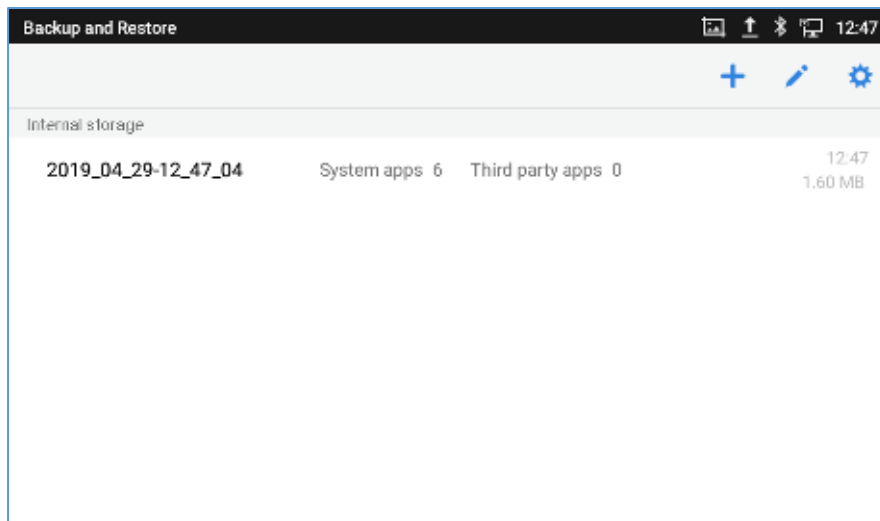 Backup and Restore 12:47
Internal storage
2019_04_29-12_47_04 System apps 6 Third party apps 0 12:47
1.60 MB